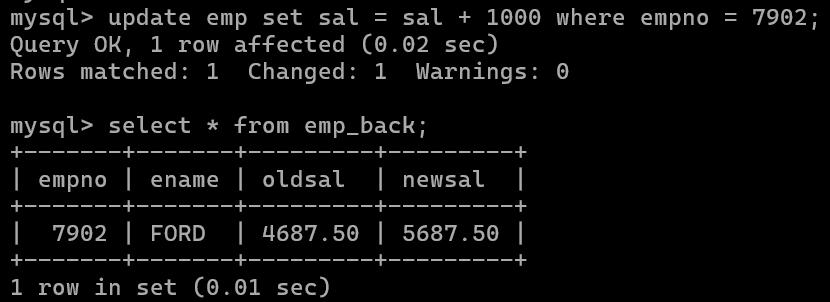 mysql> update emp set sal = sal + 1000 where empno = 7902;
Query OK, 1 row affected (0.02 sec)
Rows matched: 1  Changed: 1  Warnings: 0

mysql> select * from emp_back;
+-------+-------+---------+---------+
| empno | ename | oldsal  | newsal  |
+-------+-------+---------+---------+
|  7902 | FORD  | 4687.50 | 5687.50 |
+-------+-------+---------+---------+
1 row in set (0.01 sec)